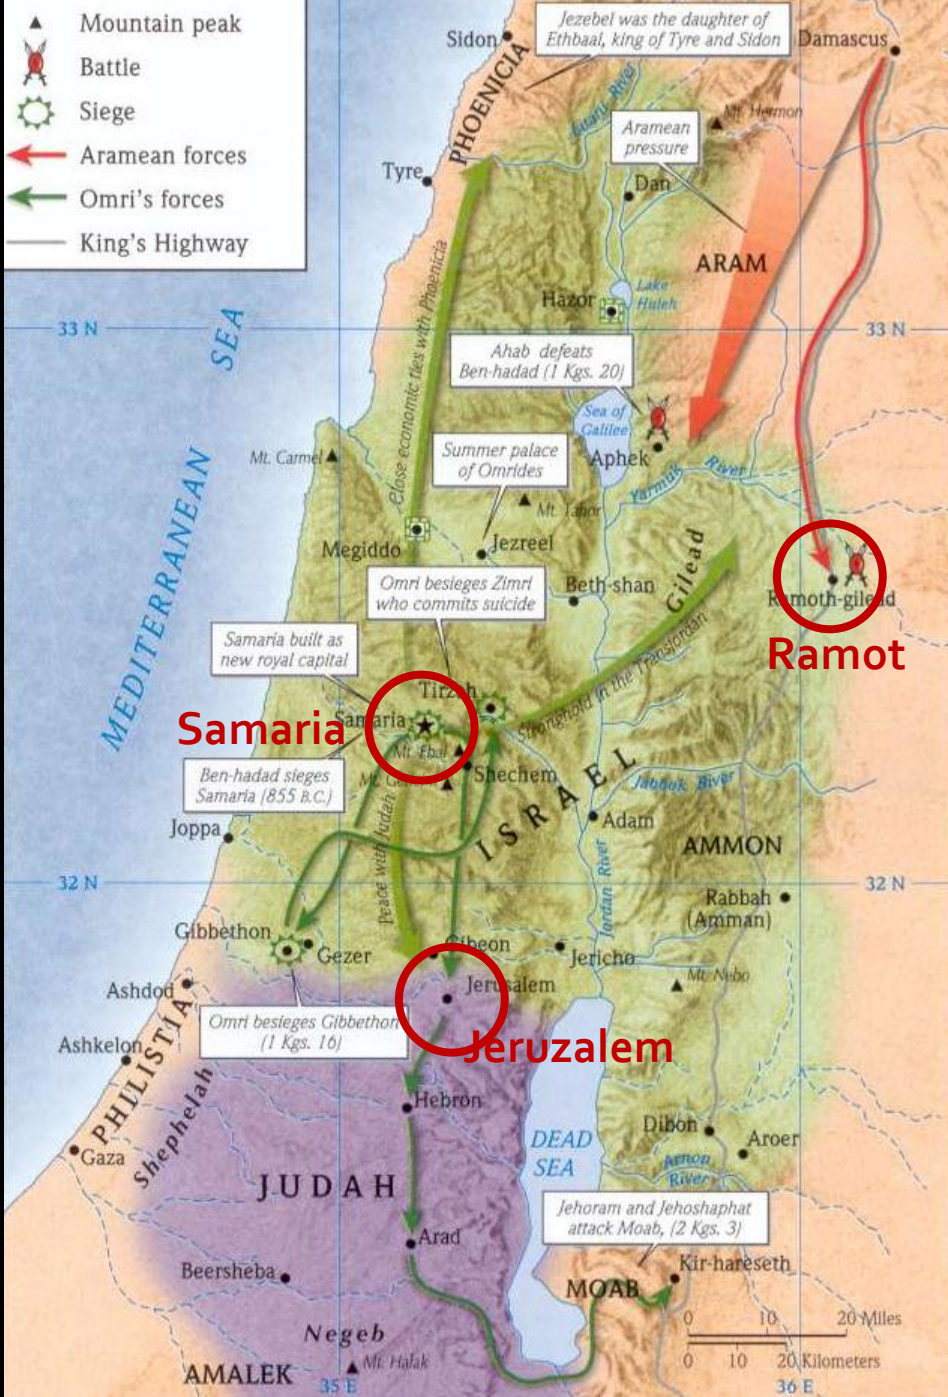 Mountain peak
Battle
Siege
Aramean forces
Omri's forces
King's Highway
Jezebel was the daughter of
Ethbaal, king of Tyre and Sidon
Sidon
Damascus
PHOENICIA
Litani River
Mt. Hermon
Aramean
pressure
Tyre
Dan
ARAM
Close economic ties with Phoenicia
Lake
Huleh
Hazor
33 N
33 N
MEDITERRANEAN SEA
Ahab defeats
Ben-hadad (1 Kgs. 20)
Sea of
Galilee
Aphek
Mt. Carmel
Summer palace
of Omrides
Yarmuk River
Mt. Tabor
Megiddo
Jezreel
Gilead
Omri besieges Zimri
who commits suicide
Beth-shan
Ramoth-gilead
Ramot
Samaria built as
new royal capital
Stronghold in the Transjordan
Tirzah
Samaria
Samaria
Mt. Ebal
Ben-hadad sieges
Samaria (855 B.C.)
Shechem
ISRAEL
Jabbok River
Joppa
Adam
Peace with Judah
AMMON
Jordan River
32 N
32 N
Rabbah
(Amman)
Gibbethon
Gezer
Gibeon
Jericho
Mt. Nebo
Ashdod
Jerusalem
Omri besieges Gibbethon
(1 Kgs. 16)
Jeruzalem
Ashkelon
PHILISTIA
Shephelah
Hebron
Gaza
DEAD
SEA
Dibon
Aroer
Arnon
River
JUDAH
Jehoram and Jehoshaphat
attack Moab, (2 Kgs. 3)
Arad
Kir-hareseth
Beersheba
MOAB
Negeb
0 10 20 Miles
0 10 20 Kilometers
AMALEK
Mt. Halak
35 E
36 E